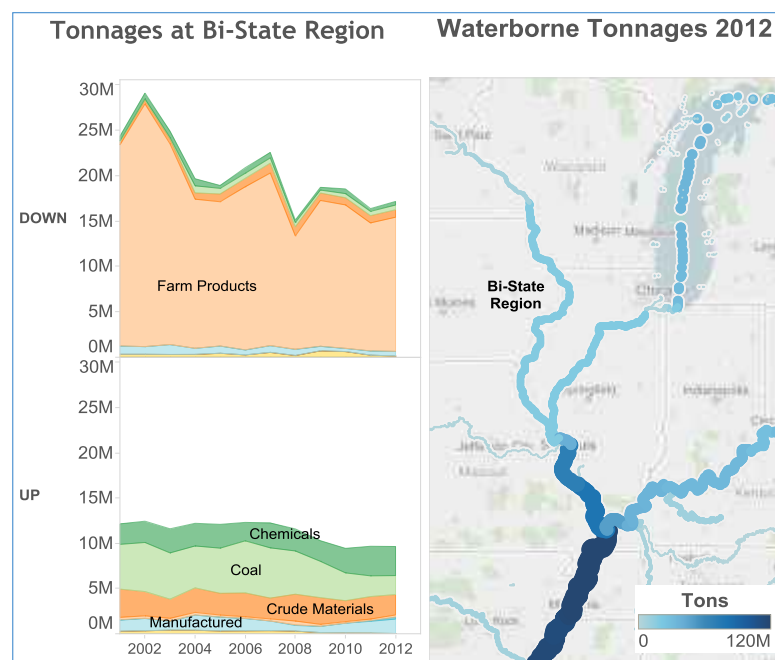 Tonnages at Bi-State Region
Waterborne Tonnages 2012
30M
25M
20M
15M
10M
5M
0M
DOWN
Farm Products
30M
25M
20M
15M
10M
5M
0M
UP
Chemicals
Coal
Crude Materials
Manufactured
2002
2004
2006
2008
2010
2012
Madison
Bi-State
Region
Indianapolis
Tons
0
120M